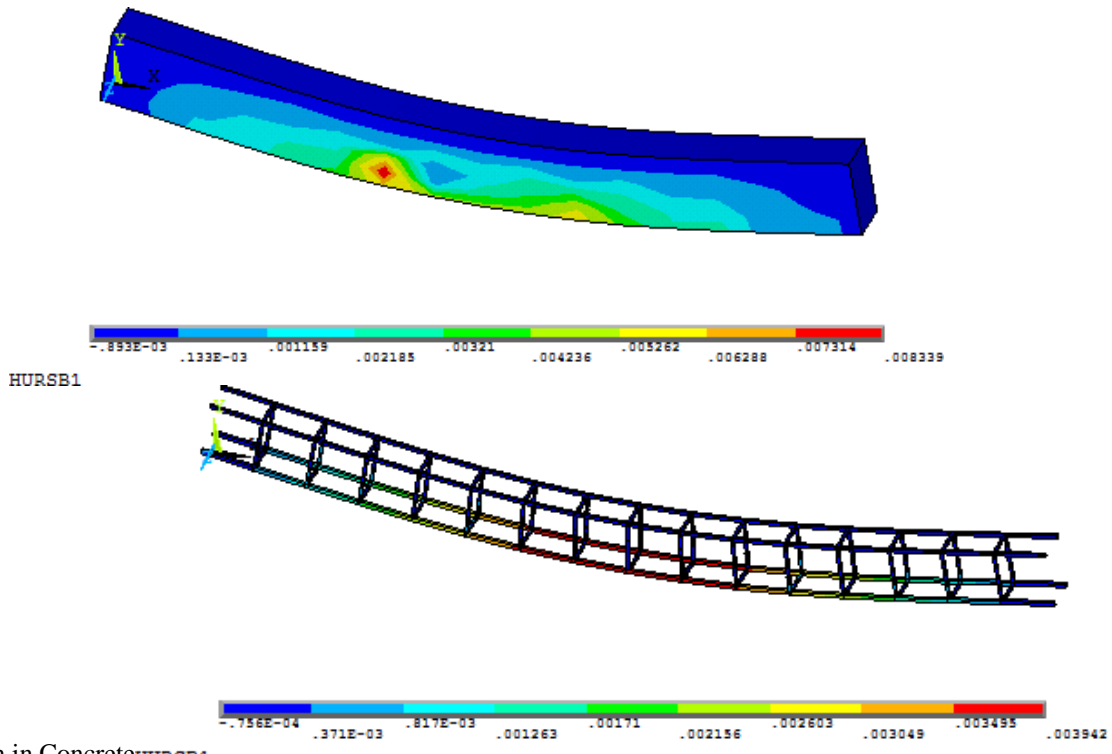 Y
X
Z
-.893E-03 .001159 .00321 .005262 .007314
.133E-03 .002185 .004236 .006288 .008339
HURSB1
Y
Z
-.756E-04 .817E-03 .00171 .002603 .003495
.371E-03 .001263 .002156 .003049 .003942
in Concrete